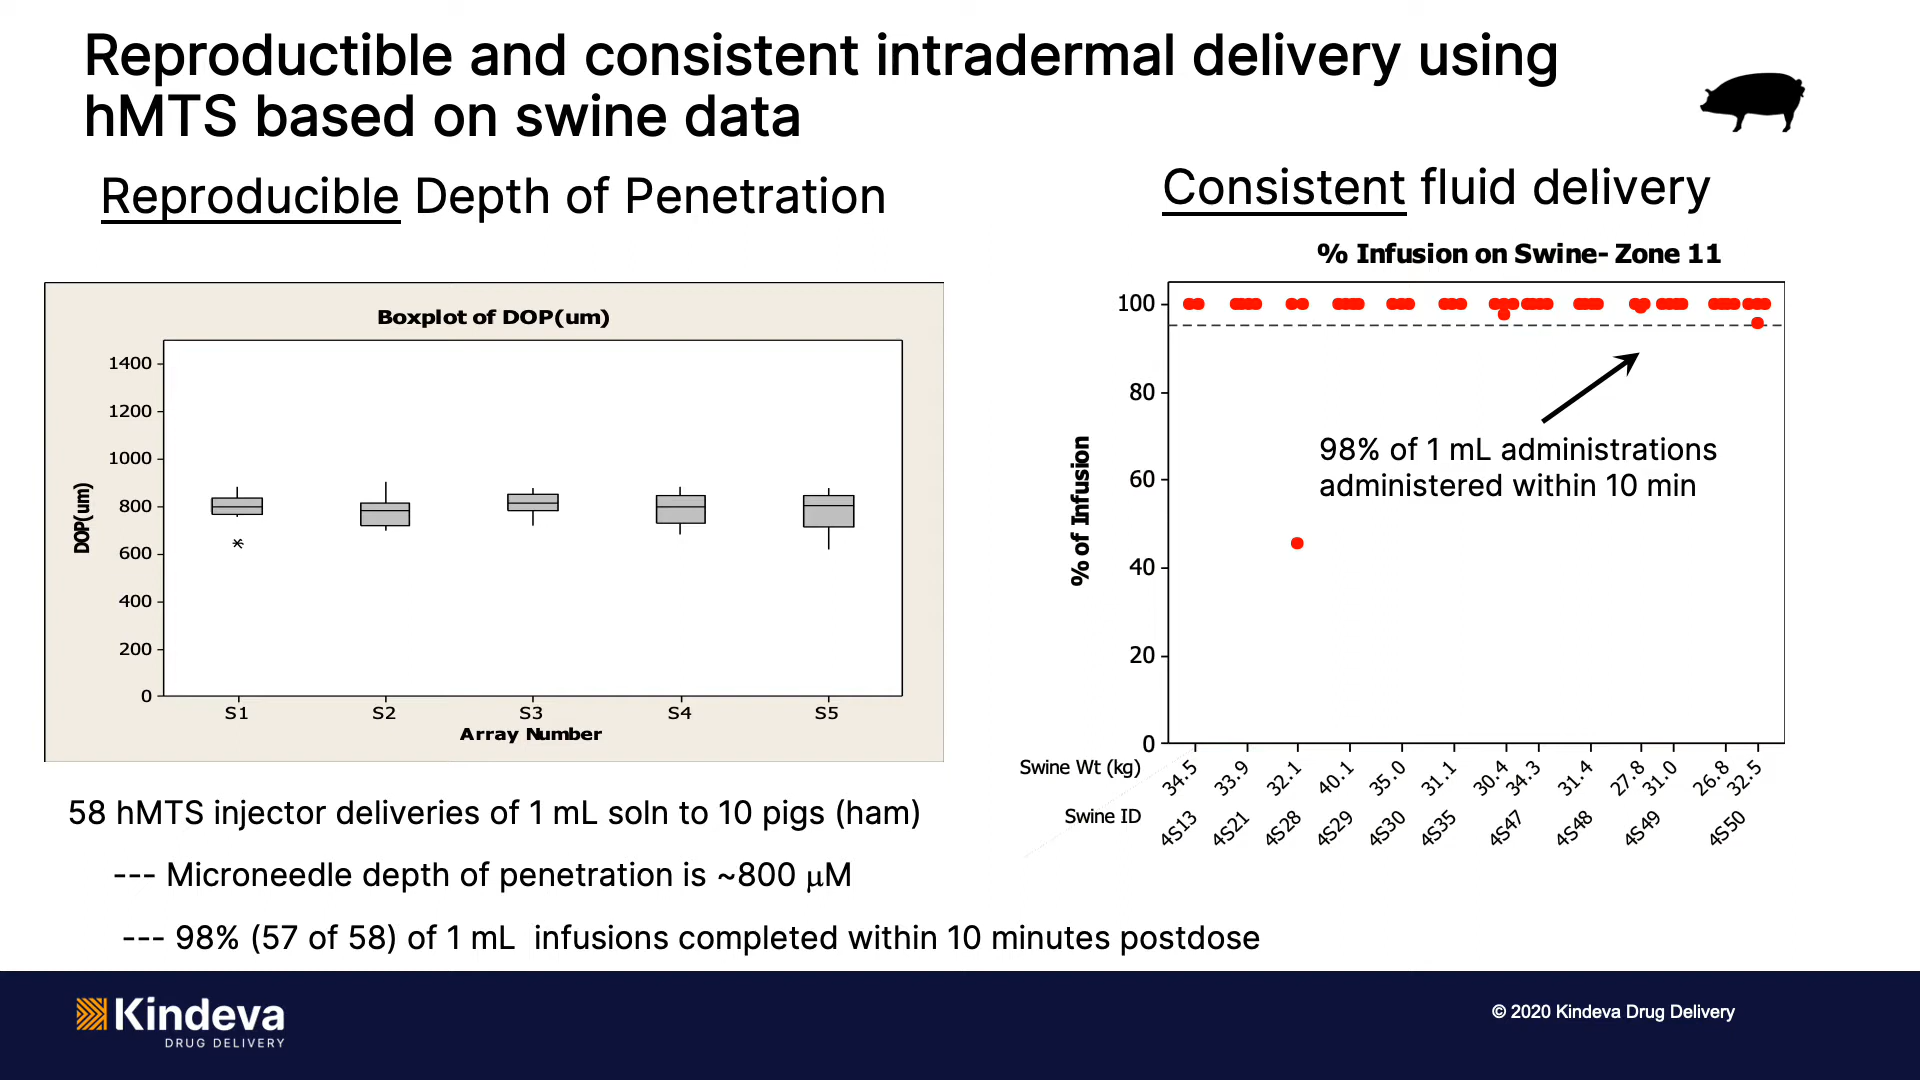 Reproductible and consistent intradermal delivery using
hMTS based on swine data
Reproducible Depth of Penetration
Consistent fluid delivery
Boxplot of DOP(um)
1400
1200
1000
800
600
400
200
0
DOP(um)
S1 S2 S3 S4 S5
Array Number
% Infusion on Swine- Zone 11
100
80
60
40
20
0
% of Infusion
98% of 1 mL administrations
administered within 10 min
Swine Wt (kg) 34.5 33.9 32.1 40.1 35.0 31.1 30.4 34.3 31.4 27.8 31.0 26.8 32.5
Swine ID 4S13 4S21 4S28 4S29 4S30 4S35 4S47 4S48 4S49 4S50
58 hMTS injector deliveries of 1 mL soln to 10 pigs (ham)
--- Microneedle depth of penetration is ~800 μM
--- 98% (57 of 58) of 1 mL infusions completed within 10 minutes postdose
Kindeva
DRUG DELIVERY
© 2020 Kindeva Drug Delivery